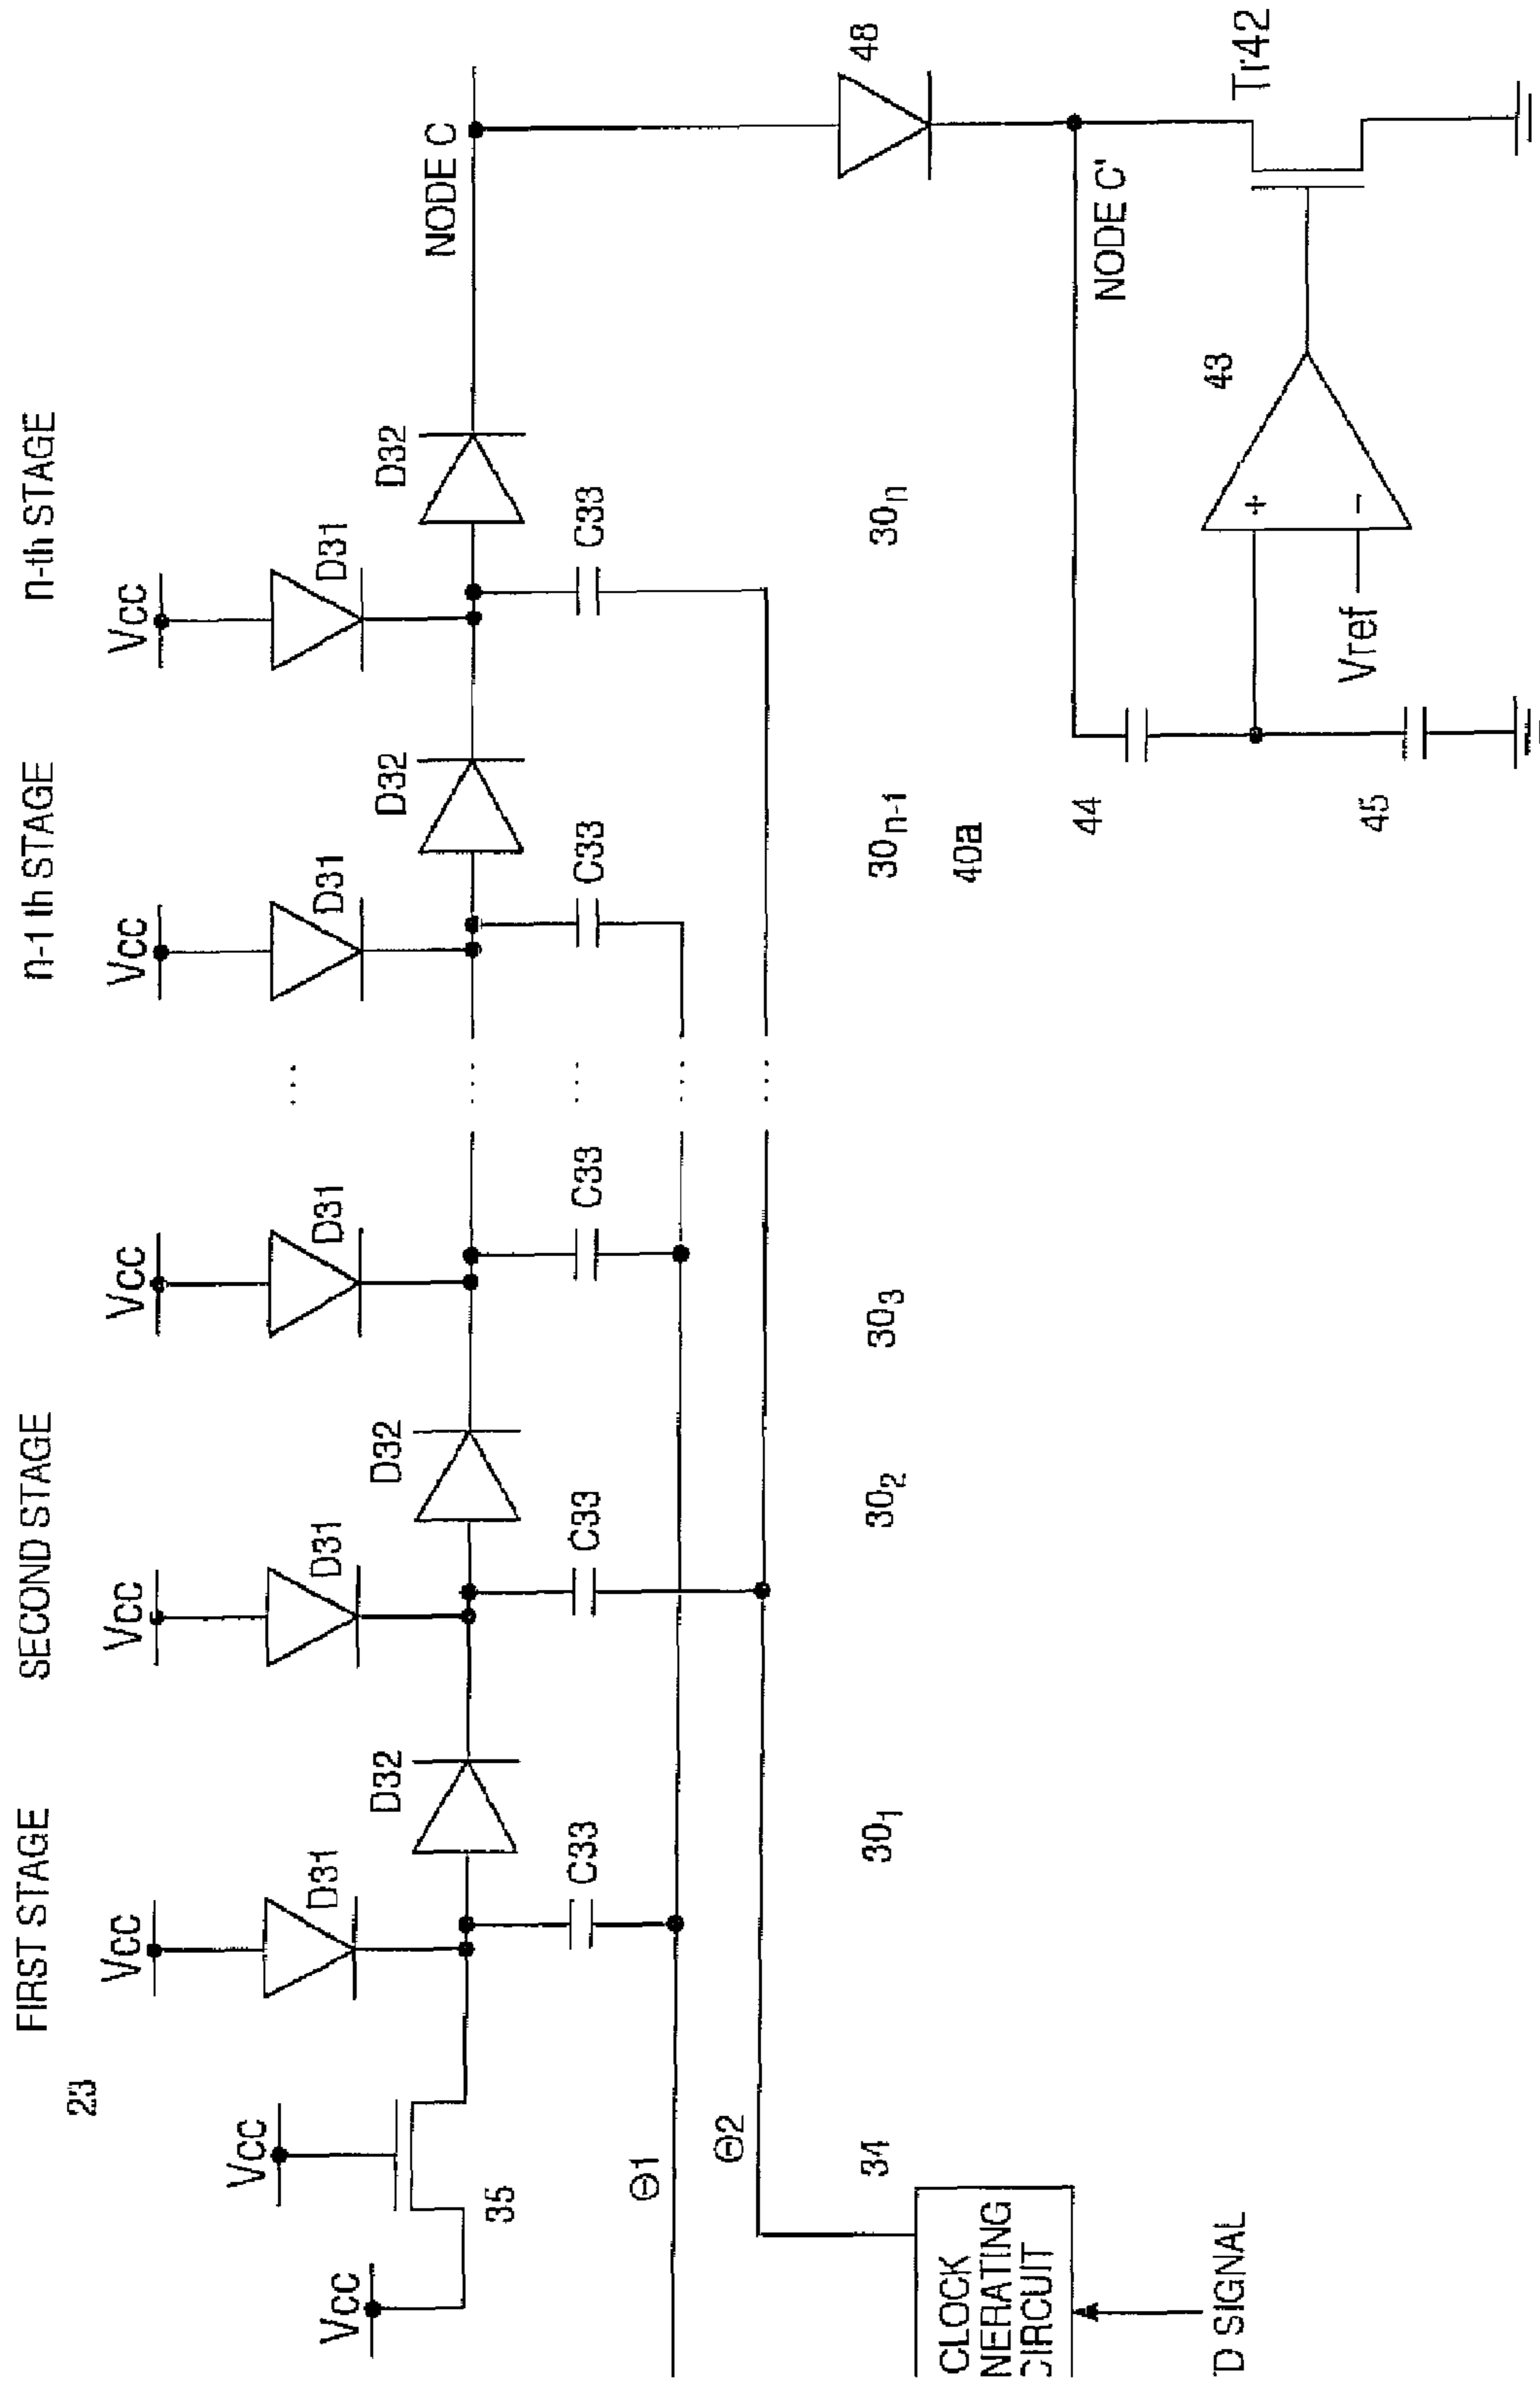 FIRST STAGE
SECOND STAGE
n-1 th STAGE
n-th STAGE
23
Vcc
Vcc
Vcc
Vcc
Vcc
Vcc
Vcc
D31
D31
D31
D31
D31
35
D32
D32
D32
D32
NODE C
C33
C33
C33
C33
C33
Θ1
Θ2
34
30₁
30₂
30₃
30ₙ₋₁
30ₙ
48
40a
CLOCK
NERATING
CIRCUIT
D SIGNAL
44
45
NODE C'
43
+
−
Vref
Tr42